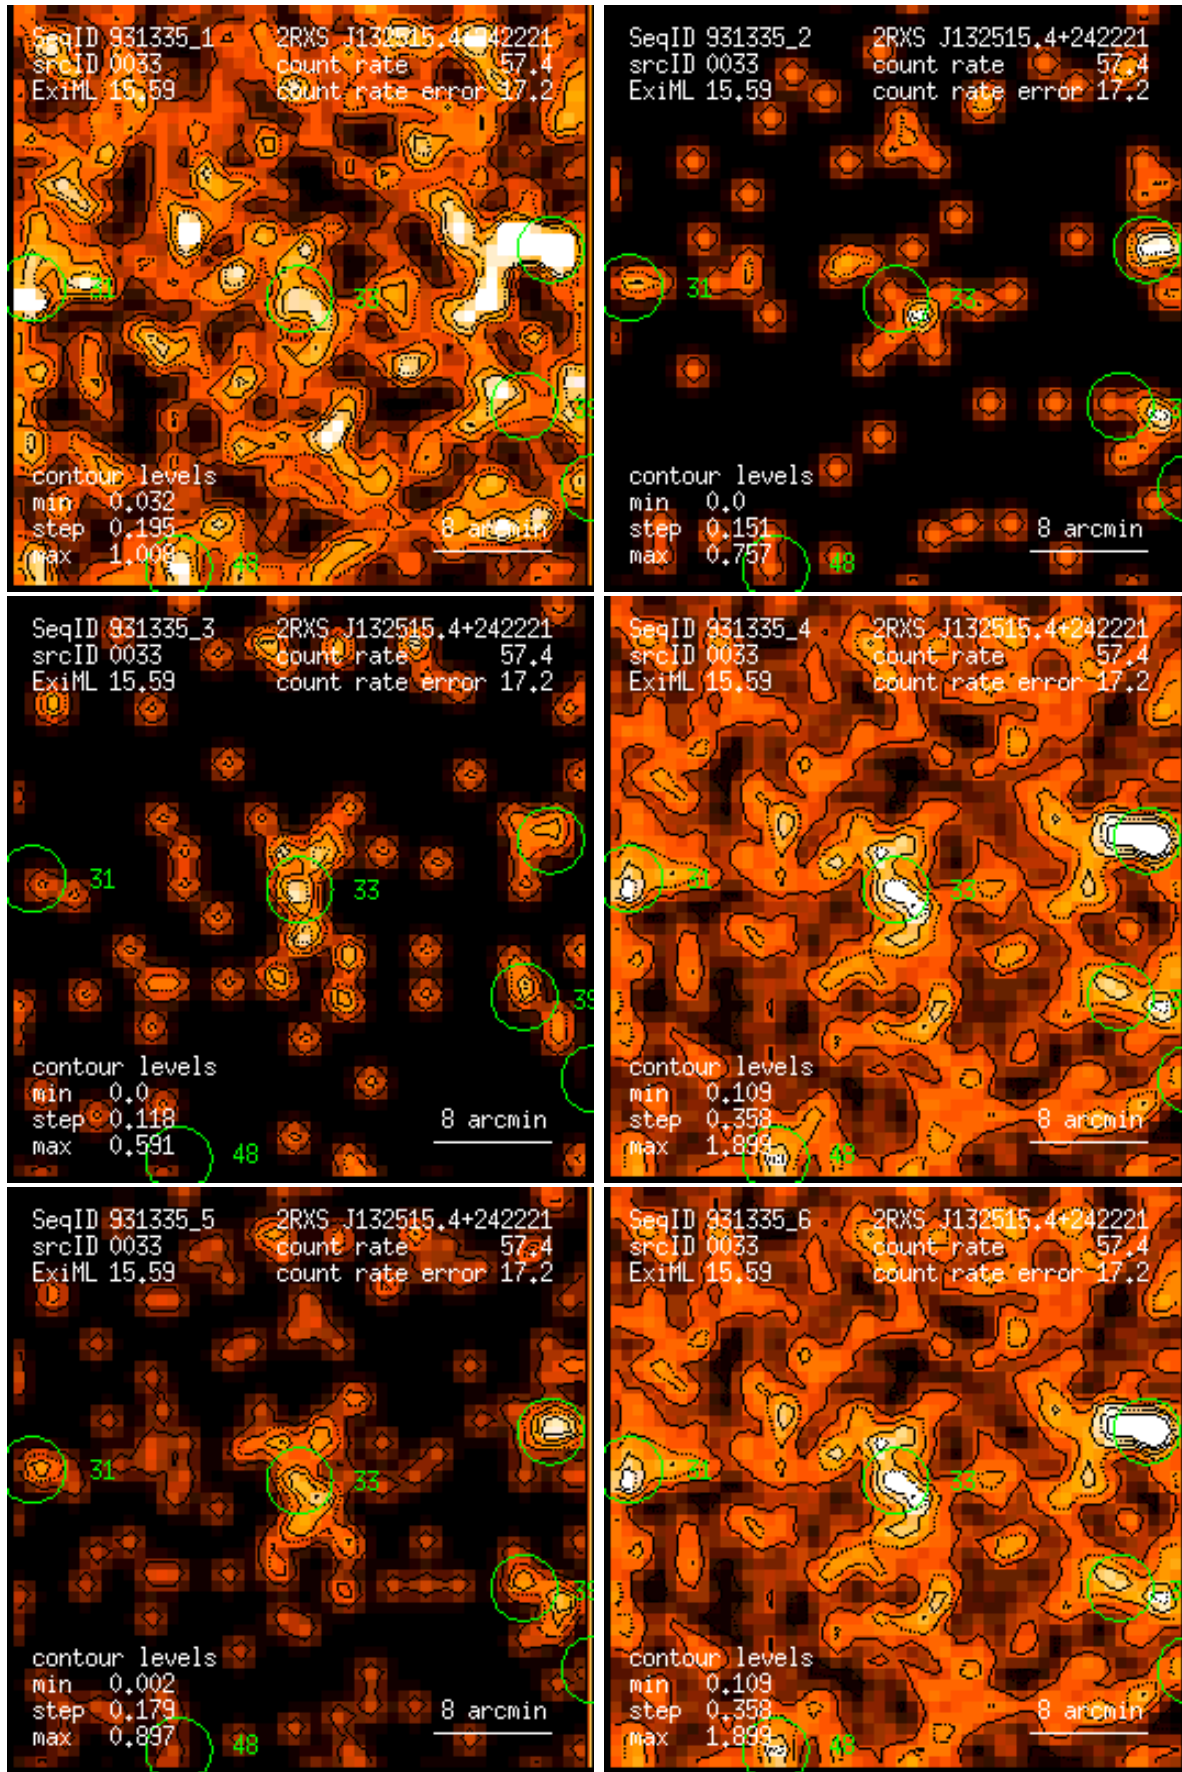 SeqID 931335_1 2RXS J132515.4+242221
srcID 0033 count rate 57.4
ExiML 15.59 count rate error 17.2
31
33
39
contour levels
min 0.032
step 0.195 8 arcmin
max 1.008
48
SeqID 931335_2 2RXS J132515.4+242221
srcID 0033 count rate 57.4
ExiML 15.59 count rate error 17.2
31
33
contour levels
min 0.0
step 0.151 8 arcmin
max 0.757
48
SeqID 931335_3 2RXS J132515.4+242221
srcID 0033 count rate 57.4
ExiML 15.59 count rate error 17.2
31
33
39
contour levels
min 0.0
step 0.118 8 arcmin
max 0.591
48
SeqID 931335_4 2RXS J132515.4+242221
srcID 0033 count rate 57.4
ExiML 15.59 count rate error 17.2
31
33
contour levels
min 0.109
step 0.358 8 arcmin
max 1.899
48
SeqID 931335_5 2RXS J132515.4+242221
srcID 0033 count rate 57.4
ExiML 15.59 count rate error 17.2
31
33
39
contour levels
min 0.002
step 0.179 8 arcmin
max 0.897
48
SeqID 931335_6 2RXS J132515.4+242221
srcID 0033 count rate 57.4
ExiML 15.59 count rate error 17.2
31
33
contour levels
min 0.109
step 0.358 8 arcmin
max 1.899
48